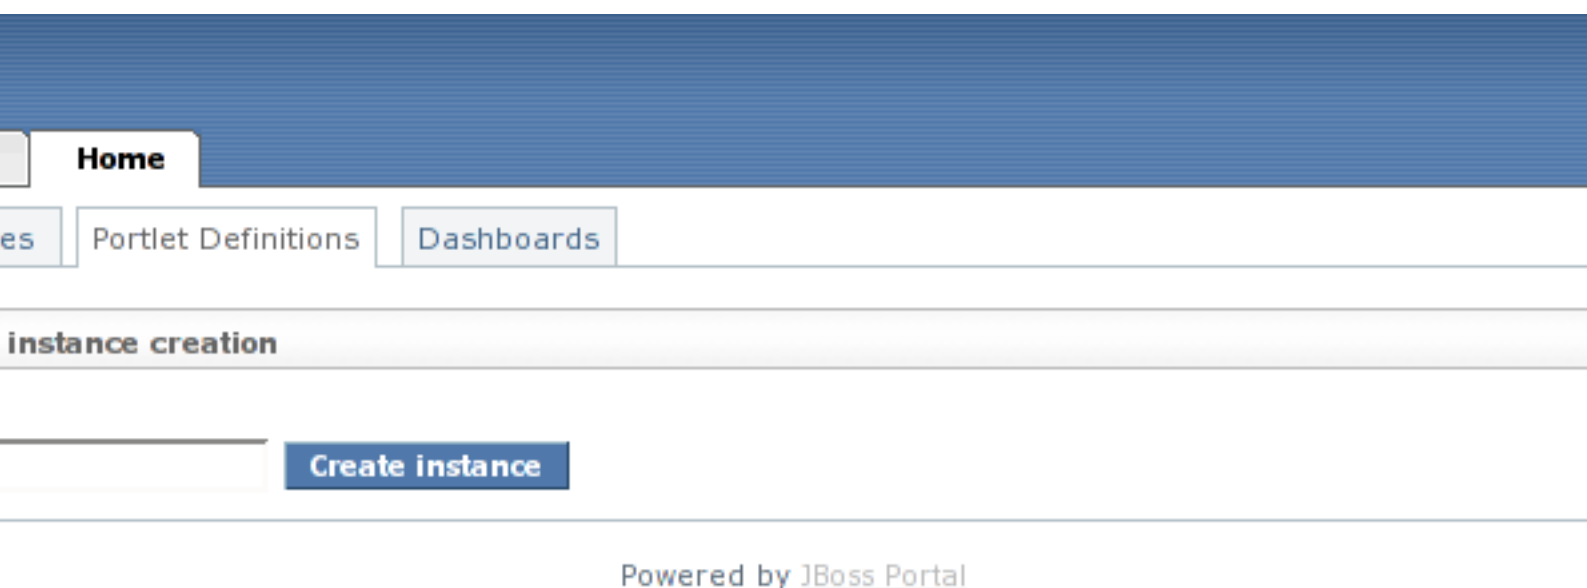 Home
es Portlet Definitions Dashboards
instance creation
Create instance
Powered by JBoss Portal